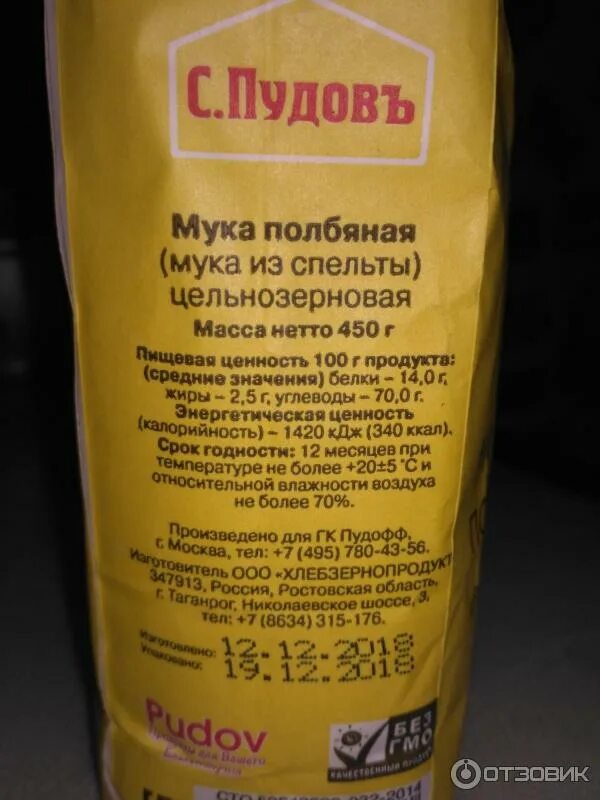 С.ПУДОВЪ
Мука полбяная
(мука из спельты)
цельнозерновая
Масса нетто 450 г
Пищевая ценность 100 г продукта:
(средние значения) белки – 14,0 г,
жиры – 2,5 г, углеводы – 70,0 г.
Энергетическая ценность
(калорийность) – 1420 кДж (340 ккал).
Срок годности: 12 месяцев при
температуре не более +20±5 °С и
относительной влажности воздуха
не более 70%.
Произведено для ГК Пудофф,
г. Москва, тел: +7 (495) 780-43-56.
Изготовитель ООО «ХЛЕБЗЕРНОПРОДУКТ
347913, Россия, Ростовская область,
г. Таганрог, Николаевское шоссе, 3,
тел: +7 (8634) 315-176.
Изготовлено: 12.12.2018
Упаковано: 19.12.2018
Pudov
для Вашего
БЕЗ
ГМО
КАЧЕСТВЕННЫЙ
СТО
ОТЗОВИК